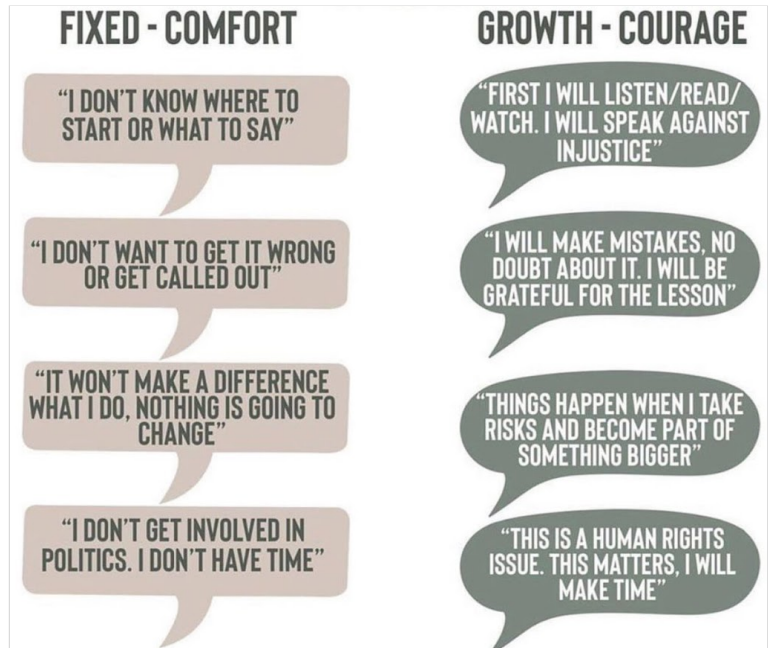 FIXED - COMFORT
GROWTH - COURAGE
“I DON’T KNOW WHERE TO
START OR WHAT TO SAY”
“FIRST I WILL LISTEN/READ/
WATCH. I WILL SPEAK AGAINST
INJUSTICE”
“I DON’T WANT TO GET IT WRONG
OR GET CALLED OUT”
“I WILL MAKE MISTAKES, NO
DOUBT ABOUT IT. I WILL BE
GRATEFUL FOR THE LESSON”
“IT WON’T MAKE A DIFFERENCE
WHAT I DO, NOTHING IS GOING TO
CHANGE”
“THINGS HAPPEN WHEN I TAKE
RISKS AND BECOME PART OF
SOMETHING BIGGER”
“I DON’T GET INVOLVED IN
POLITICS. I DON’T HAVE TIME”
“THIS IS A HUMAN RIGHTS
ISSUE. THIS MATTERS, I WILL
MAKE TIME”